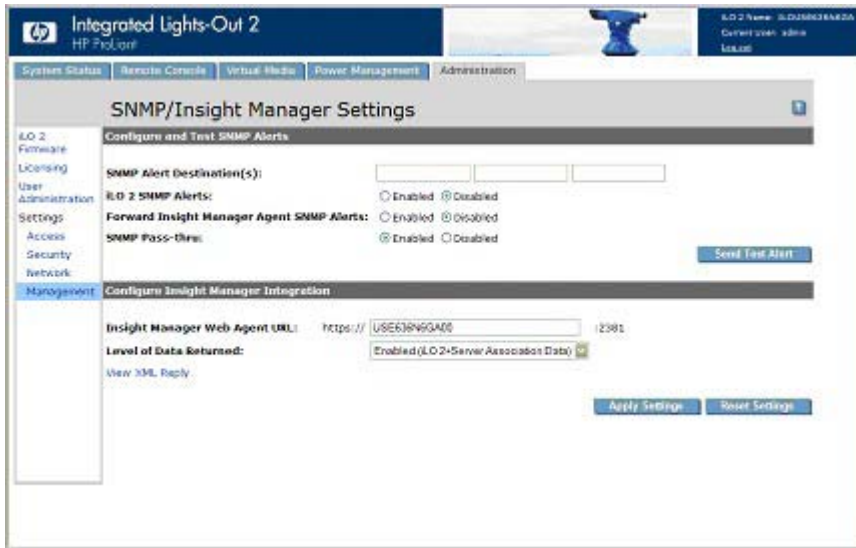 hp
Integrated Lights-Out 2
HP ProLiant
Current user: admin
Log out
System Status Remote Console Virtual Media Power Management Administration
SNMP/Insight Manager Settings
?
iLO 2
Firmware
Licensing
User
Administration
Settings
Access
Security
Network
Management
Configure and Test SNMP Alerts
SNMP Alert Destination(s):
iLO 2 SNMP Alerts: Enabled Disabled
Forward Insight Manager Agent SNMP Alerts: Enabled Disabled
SNMP Pass-thru: Enabled Disabled
Send Test Alert
Configure Insight Manager Integration
Insight Manager Web Agent URL: https:// USE636N6GA00 :2381
Level of Data Returned: Enabled (iLO 2+Server Association Data)
View XML Reply
Apply Settings Reset Settings